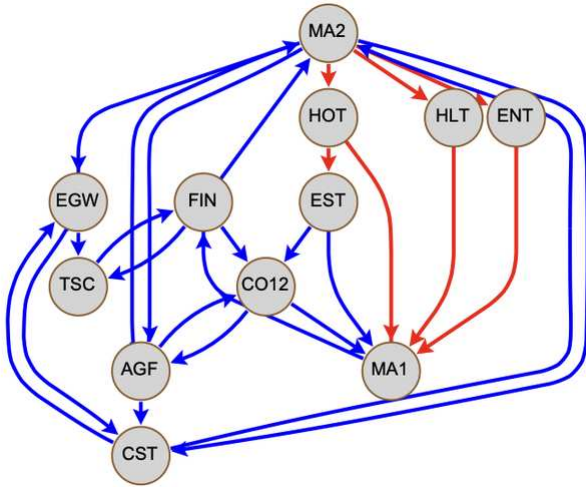 MA2
HOT
HLT
ENT
EGW
FIN
EST
TSC
CO12
AGF
MA1
CST